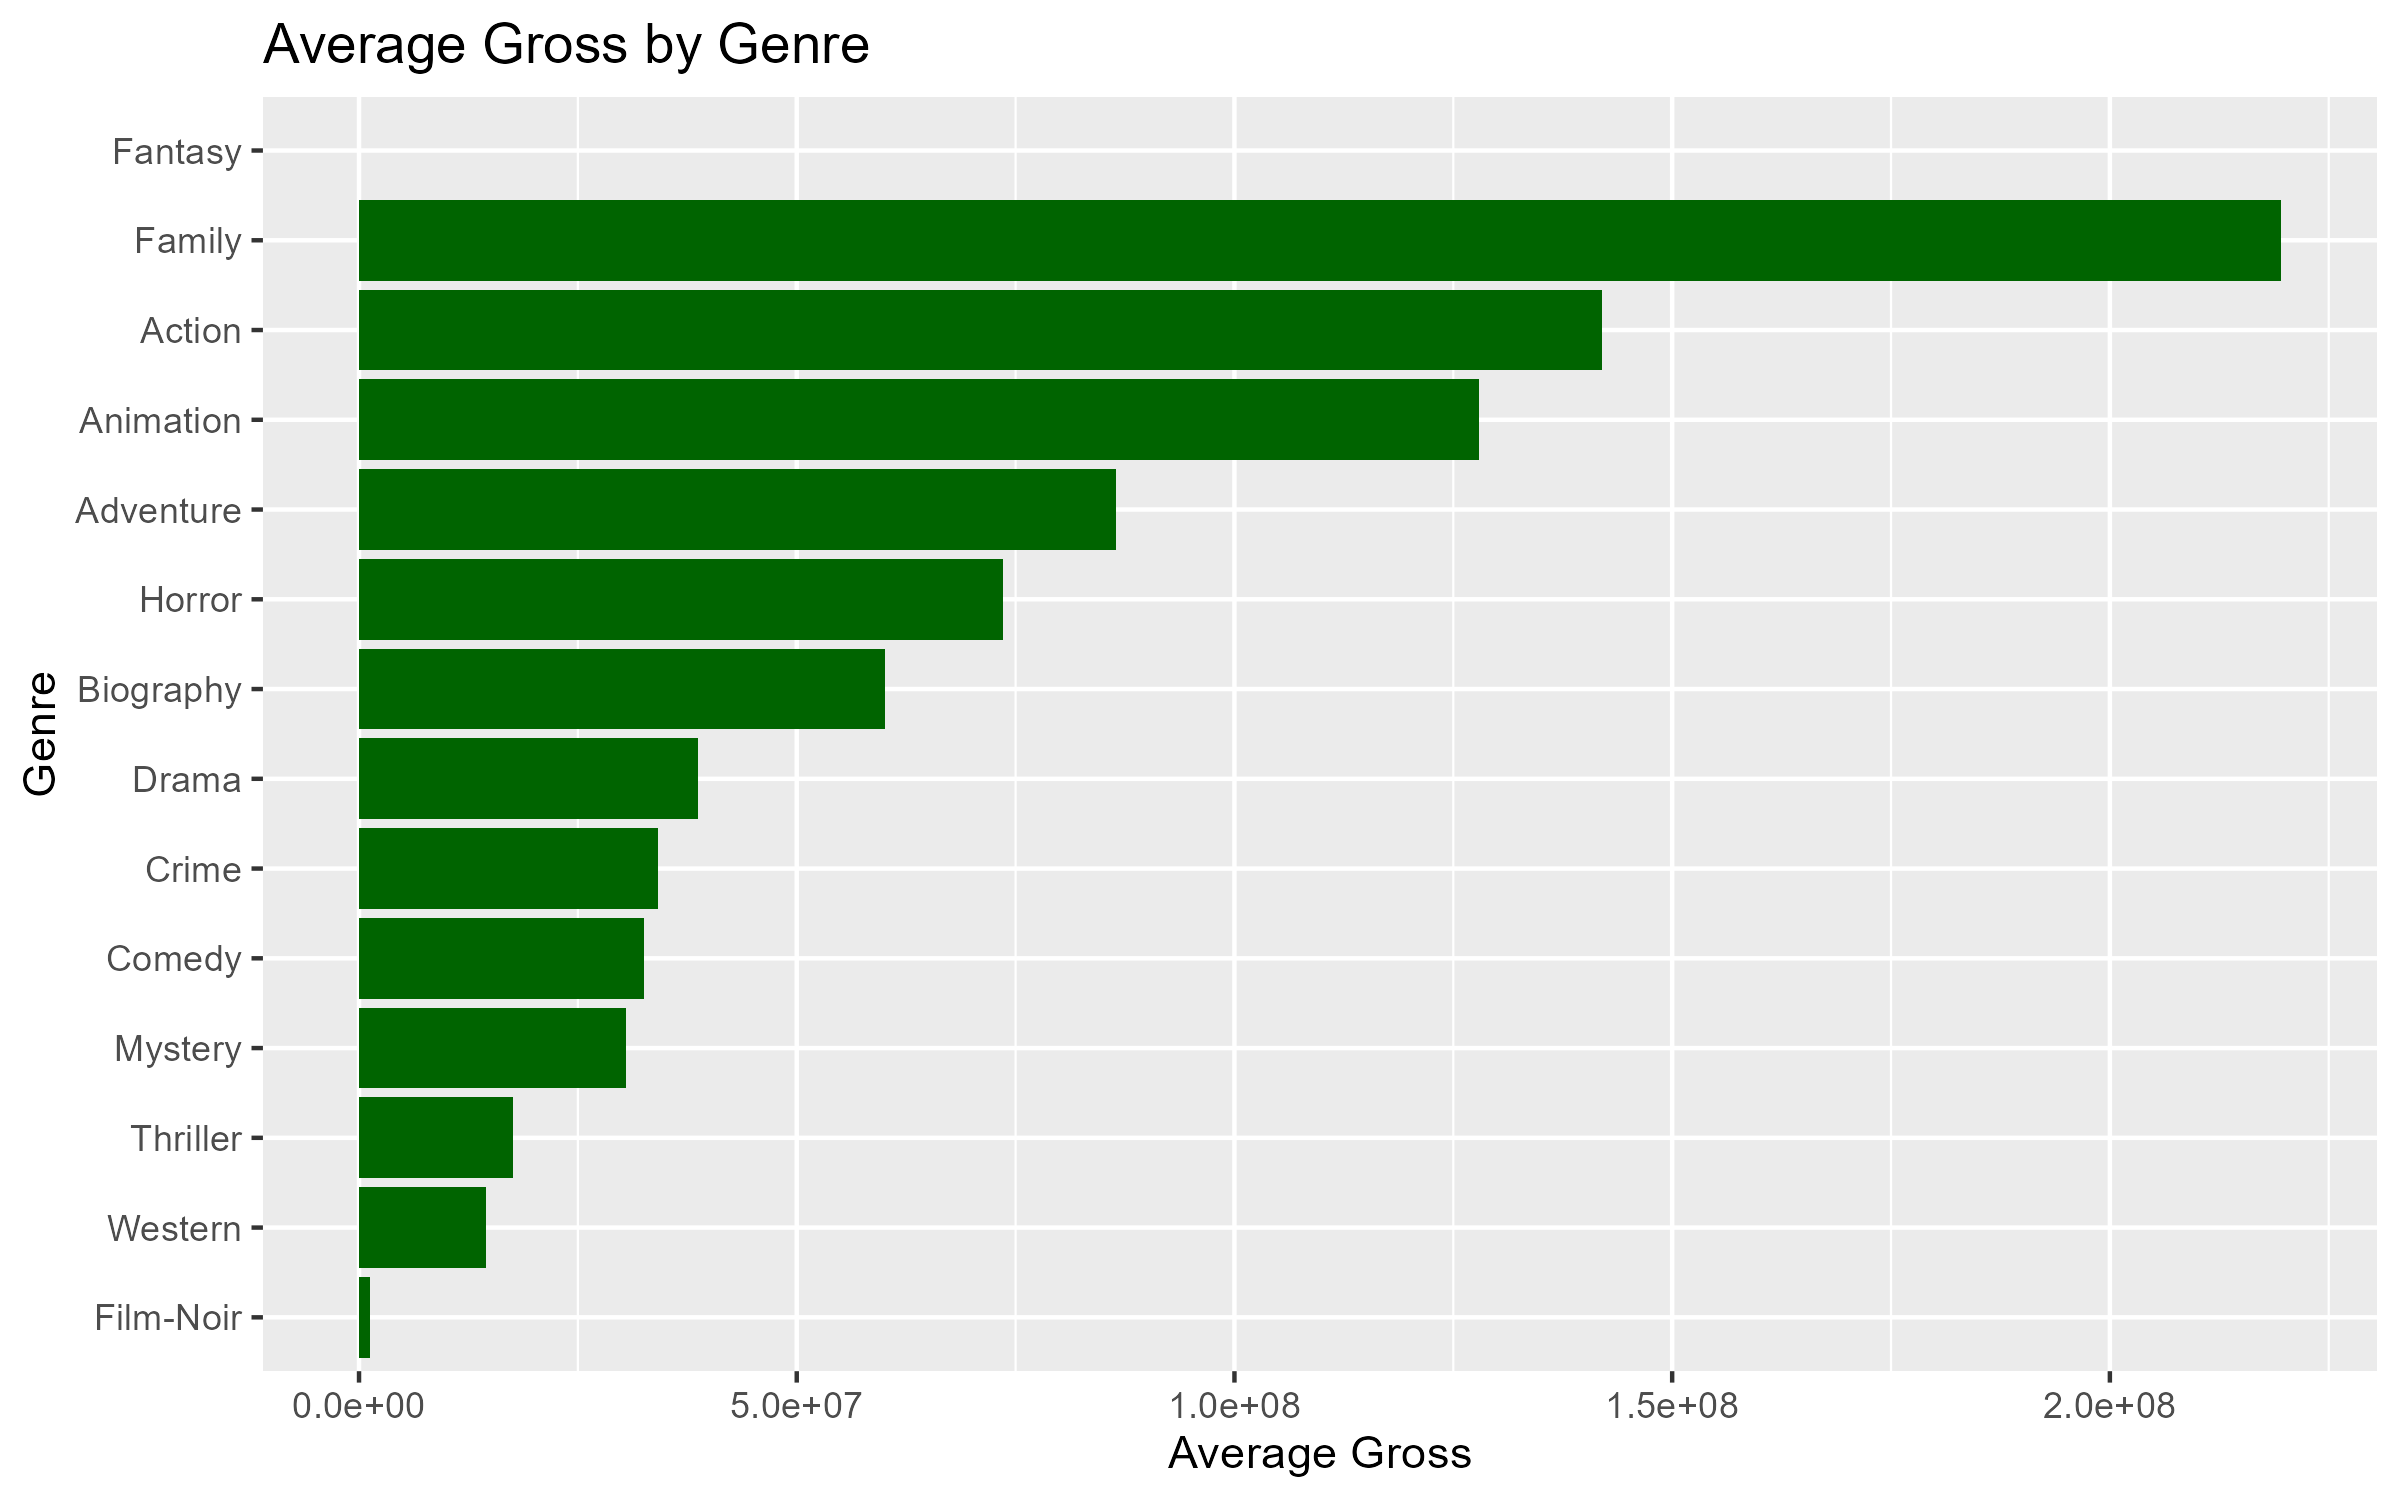 Average Gross by Genre
Genre
Fantasy
Family
Action
Animation
Adventure
Horror
Biography
Drama
Crime
Comedy
Mystery
Thriller
Western
Film-Noir
0.0e+00 5.0e+07 1.0e+08 1.5e+08 2.0e+08
Average Gross